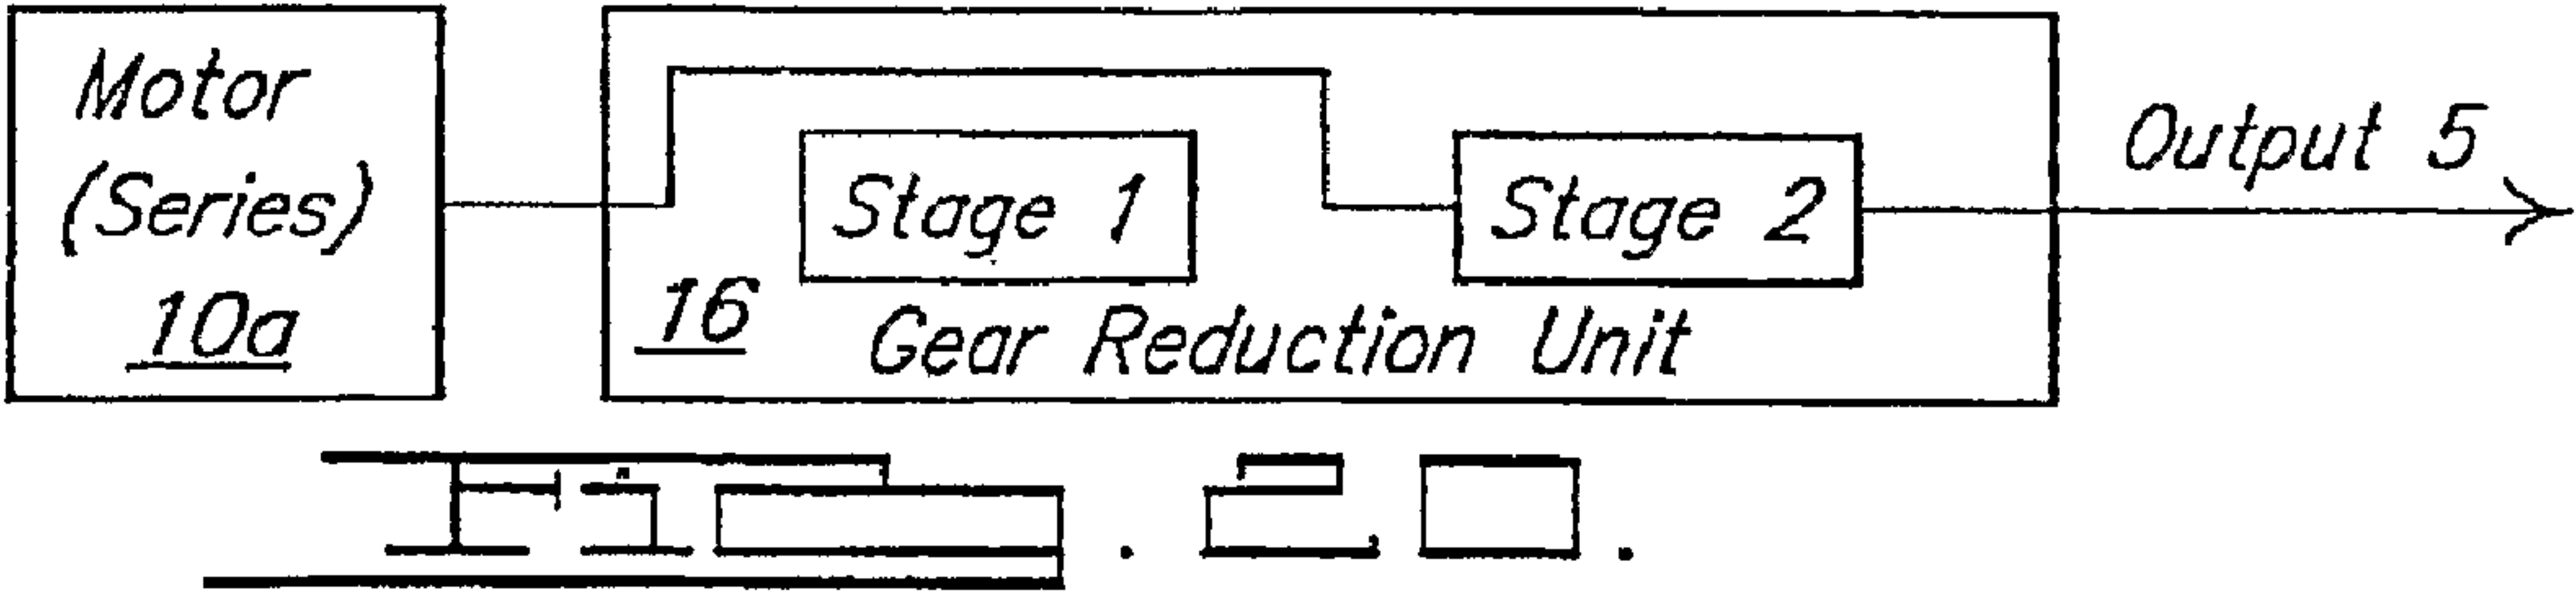 Motor
(Series)
10a
Stage 1
Stage 2
16
Gear Reduction Unit
Output 5
Fig. 20.